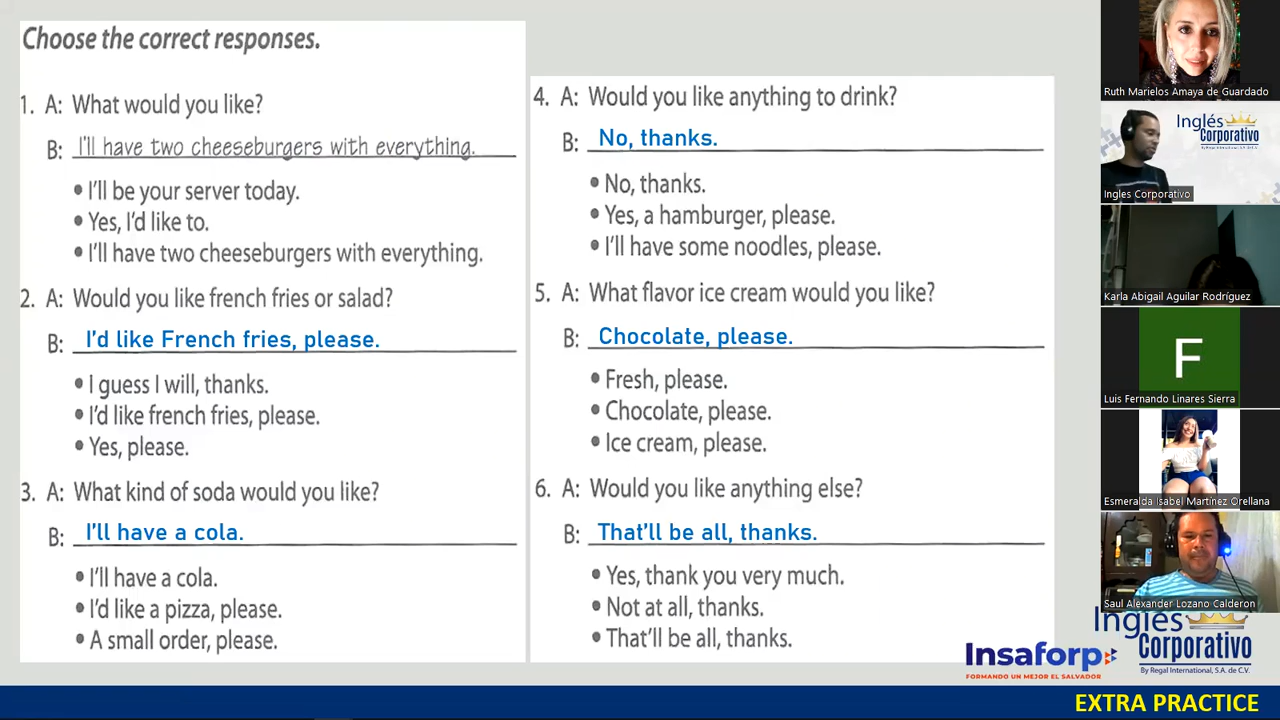 Choose the correct responses.
1. A: What would you like?
B: I'll have two cheeseburgers with everything.
• I'll be your server today.
• Yes, I'd like to.
• I'll have two cheeseburgers with everything.
2. A: Would you like french fries or salad?
B: I'd like French fries, please.
• I guess I will, thanks.
• I'd like french fries, please.
• Yes, please.
3. A: What kind of soda would you like?
B: I'll have a cola.
• I'll have a cola.
• I'd like a pizza, please.
• A small order, please.
4. A: Would you like anything to drink?
B: No, thanks.
• No, thanks.
• Yes, a hamburger, please.
• I'll have some noodles, please.
5. A: What flavor ice cream would you like?
B: Chocolate, please.
• Fresh, please.
• Chocolate, please.
• Ice cream, please.
6. A: Would you like anything else?
B: That'll be all, thanks.
• Yes, thank you very much.
• Not at all, thanks.
• That'll be all, thanks.
Ruth Marielos Amaya de Guardado
Inglés
Corporativo
By Regal International, S.A. de C.V.
Ingles Corporativo
Karla Abigail Aguilar Rodríguez
F
Luis Fernando Linares Sierra
Esmeralda Isabel Martínez Orellana
Saul Alexander Lozano Calderon
Insaforp
FORMANDO UN MEJOR EL SALVADOR
Inglés
Corporativo
By Regal International, S.A. de C.V.
EXTRA PRACTICE